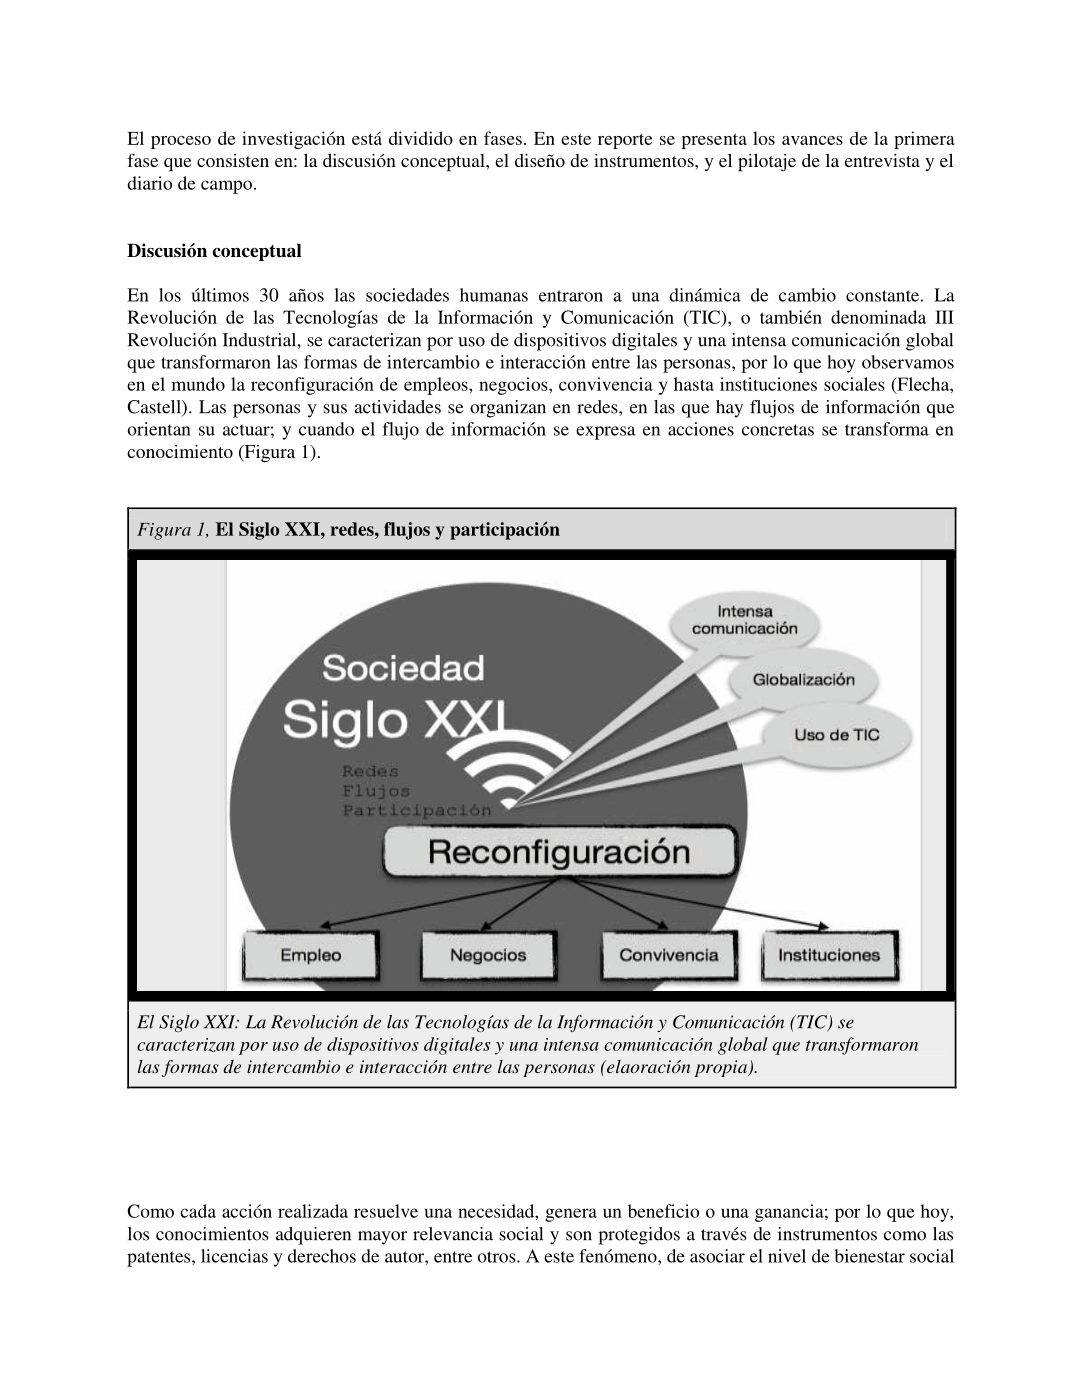 El proceso de investigación está dividido en fases. En este reporte se presenta los avances de la primera
fase que consisten en: la discusión conceptual, el diseño de instrumentos, y el pilotaje de la entrevista y el
diario de campo.
Discusión conceptual
En los últimos 30 años las sociedades humanas entraron a una dinámica de cambio constante. La
Revolución de las Tecnologías de la Información y Comunicación (TIC), o también denominada III
Revolución Industrial, se caracterizan por uso de dispositivos digitales y una intensa comunicación global
que transformaron las formas de intercambio e interacción entre las personas, por lo que hoy observamos
en el mundo la reconfiguración de empleos, negocios, convivencia y hasta instituciones sociales (Flecha,
Castell). Las personas y sus actividades se organizan en redes, en las que hay flujos de información que
orientan su actuar; y cuando el flujo de información se expresa en acciones concretas se transforma en
conocimiento (Figura 1).
Figura 1, El Siglo XXI, redes, flujos y participación
Intensa
comunicación
Globalización
Uso de TIC
Sociedad
Siglo XXI
Redes
Flujos
Participación
Reconfiguración
Empleo
Negocios
Convivencia
Instituciones
El Siglo XXI: La Revolución de las Tecnologías de la Información y Comunicación (TIC) se
caracterizan por uso de dispositivos digitales y una intensa comunicación global que transformaron
las formas de intercambio e interacción entre las personas (elaoración propia).
Como cada acción realizada resuelve una necesidad, genera un beneficio o una ganancia; por lo que hoy,
los conocimientos adquieren mayor relevancia social y son protegidos a través de instrumentos como las
patentes, licencias y derechos de autor, entre otros. A este fenómeno, de asociar el nivel de bienestar social